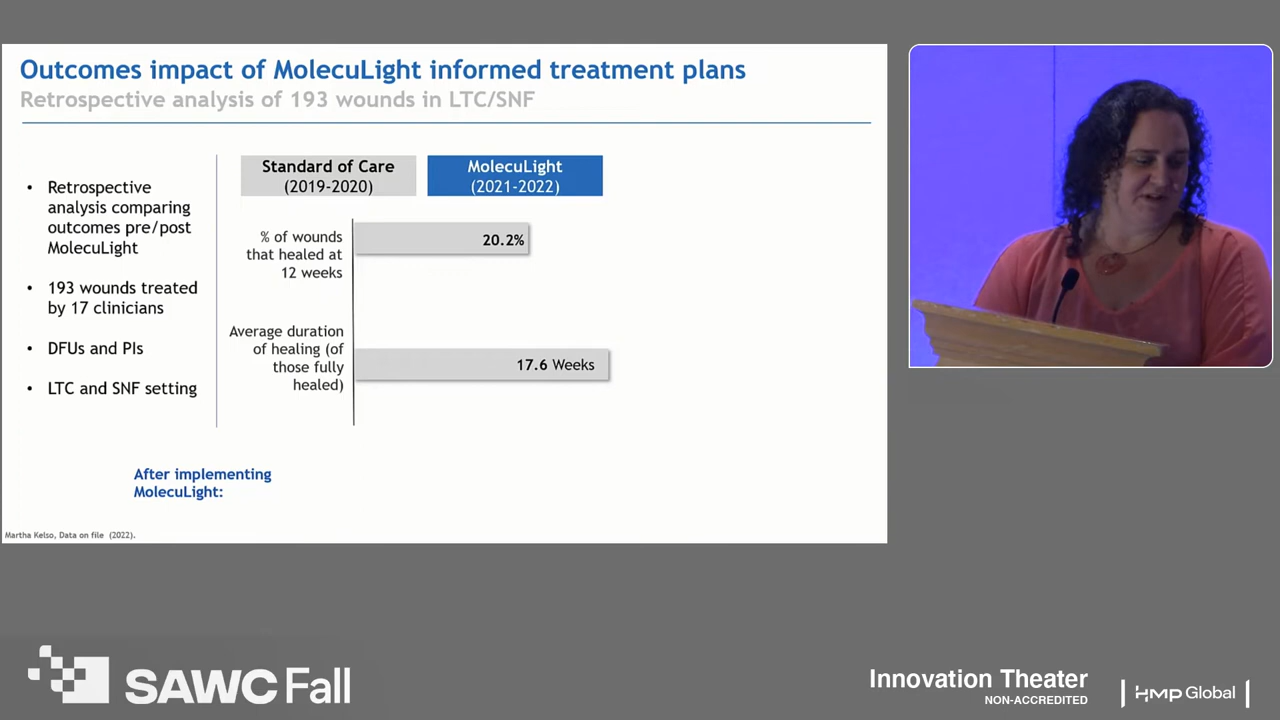 Outcomes impact of MolecuLight informed treatment plans
Retrospective analysis of 193 wounds in LTC/SNF
• Retrospective
analysis comparing
outcomes pre/post
MolecuLight
• 193 wounds treated
by 17 clinicians
• DFUs and PIs
• LTC and SNF setting
Standard of Care
(2019-2020)
MolecuLight
(2021-2022)
% of wounds
that healed at
12 weeks
20.2%
Average duration
of healing (of
those fully
healed)
17.6 Weeks
After implementing
MolecuLight:
Martha Kelso, Data on file (2022).
SAWC Fall
Innovation Theater
NON-ACCREDITED
HMP Global